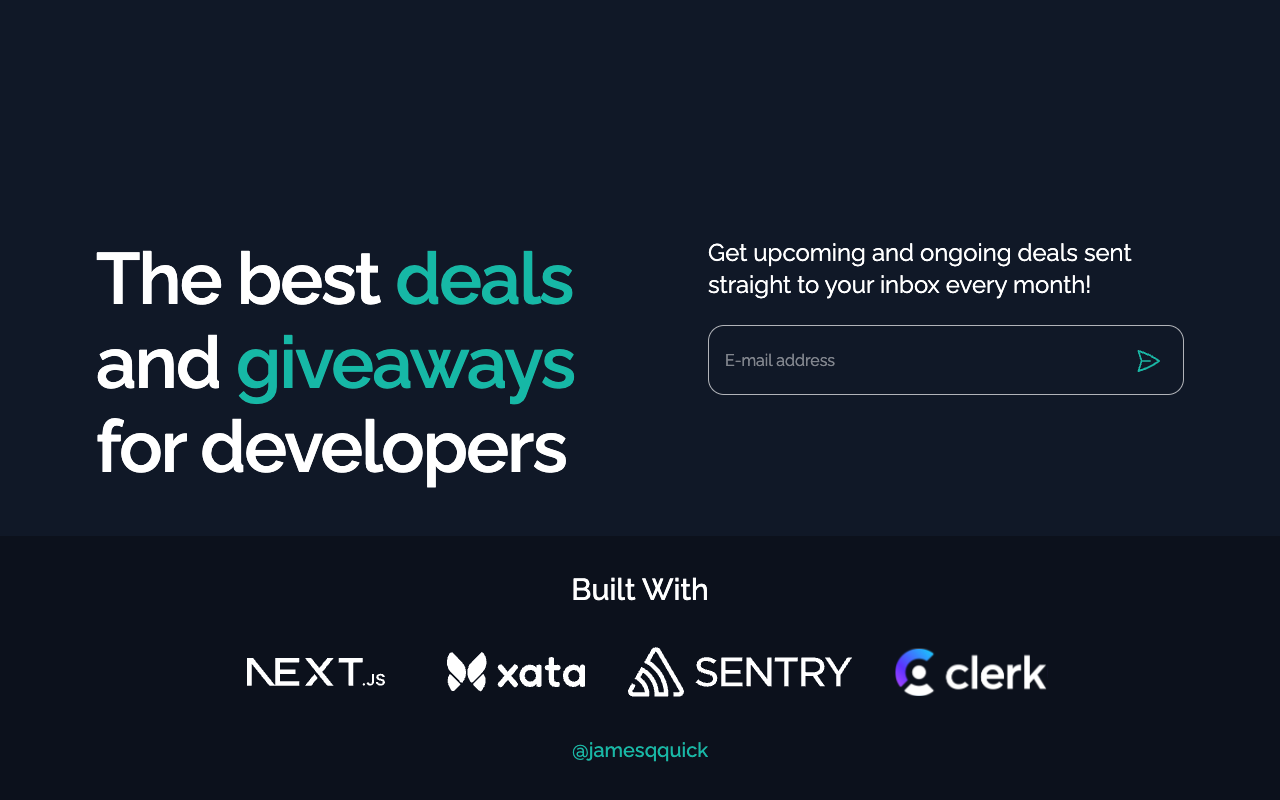 The best deals
and giveaways
for developers
Get upcoming and ongoing deals sent
straight to your inbox every month!
E-mail address
Built With
NEXT.JS
xata
SENTRY
clerk
@jamesqquick